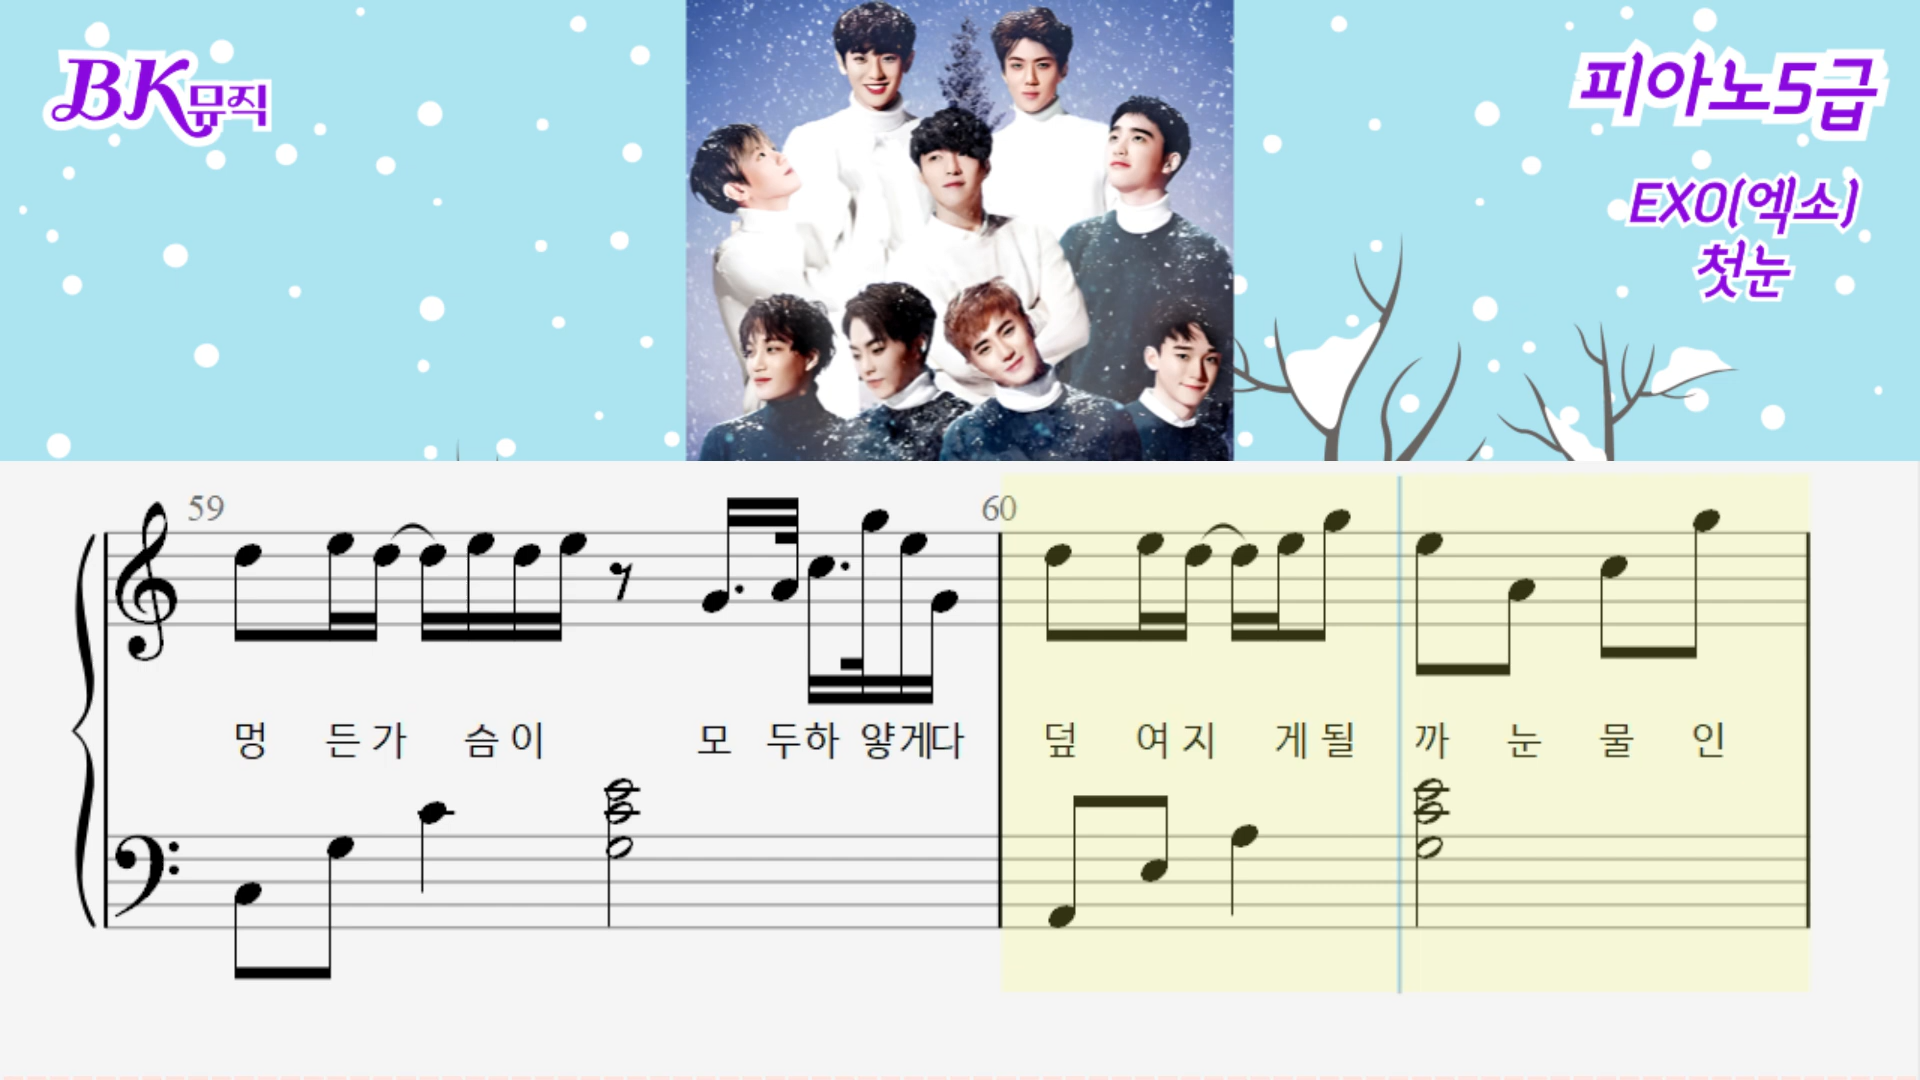 BK뮤직
피아노5급
EXO(엑소)
첫눈
59
60
멍 든 가 슴 이 모 두 하 얗 게 다 덮 여 지 게 될 까 눈 물 인